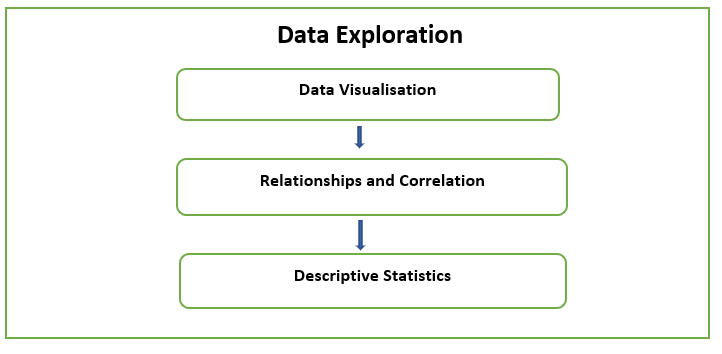 Data Exploration
Data Visualisation
Relationships and Correlation
Descriptive Statistics